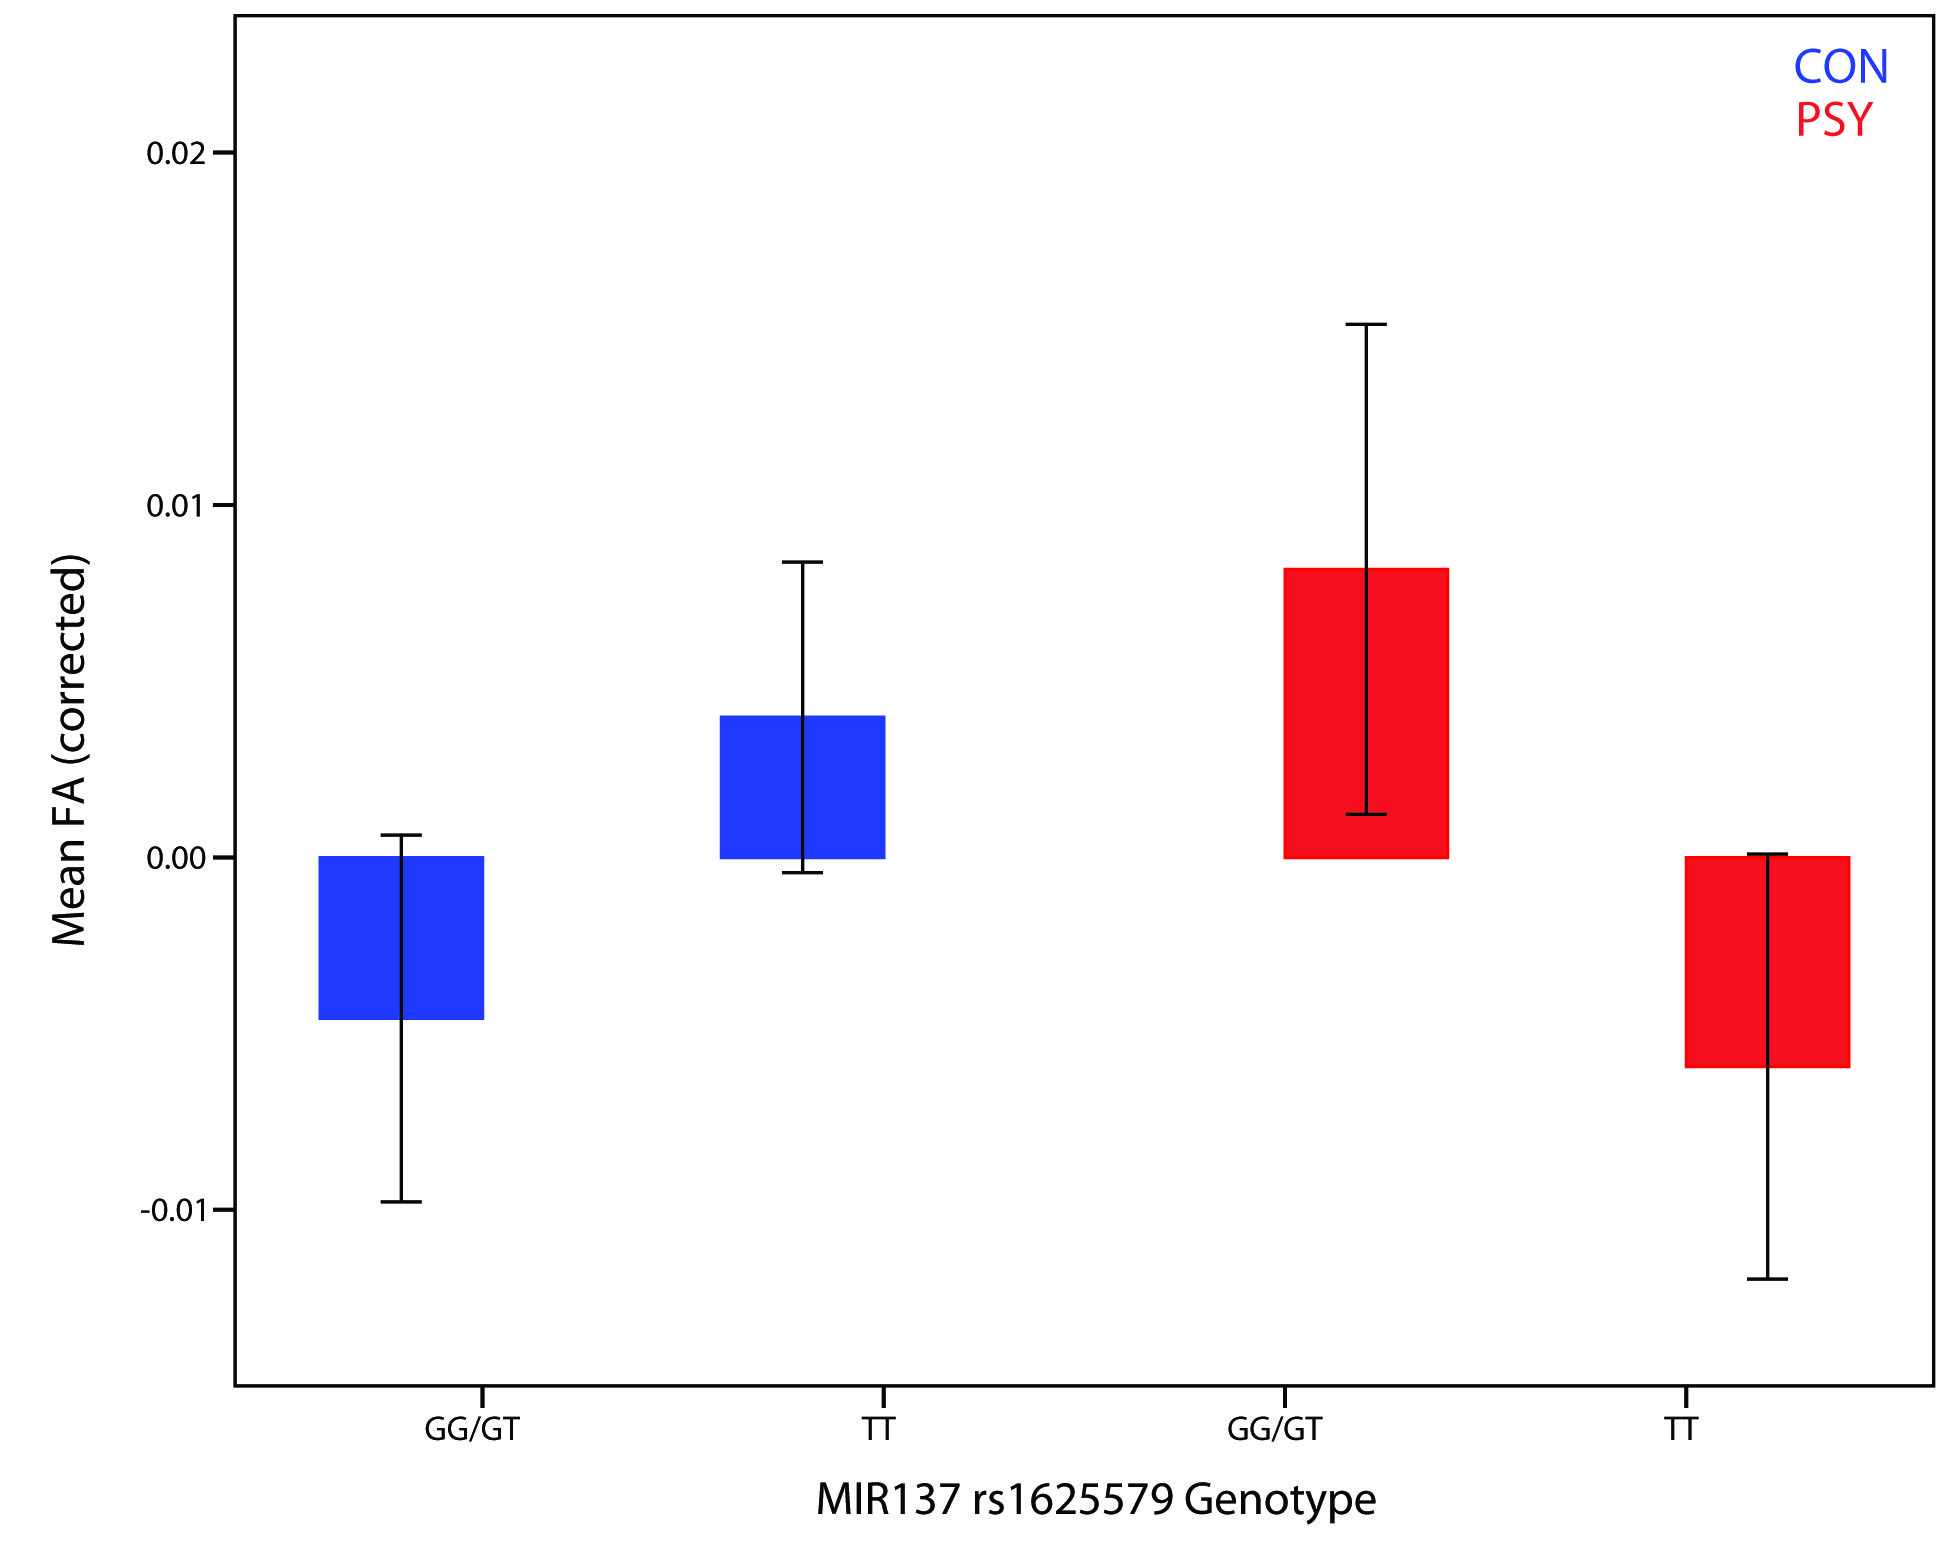 CON
PSY
0.02
0.01
0.00
-0.01
Mean FA (corrected)
GG/GT TT GG/GT TT
MIR137 rs1625579 Genotype